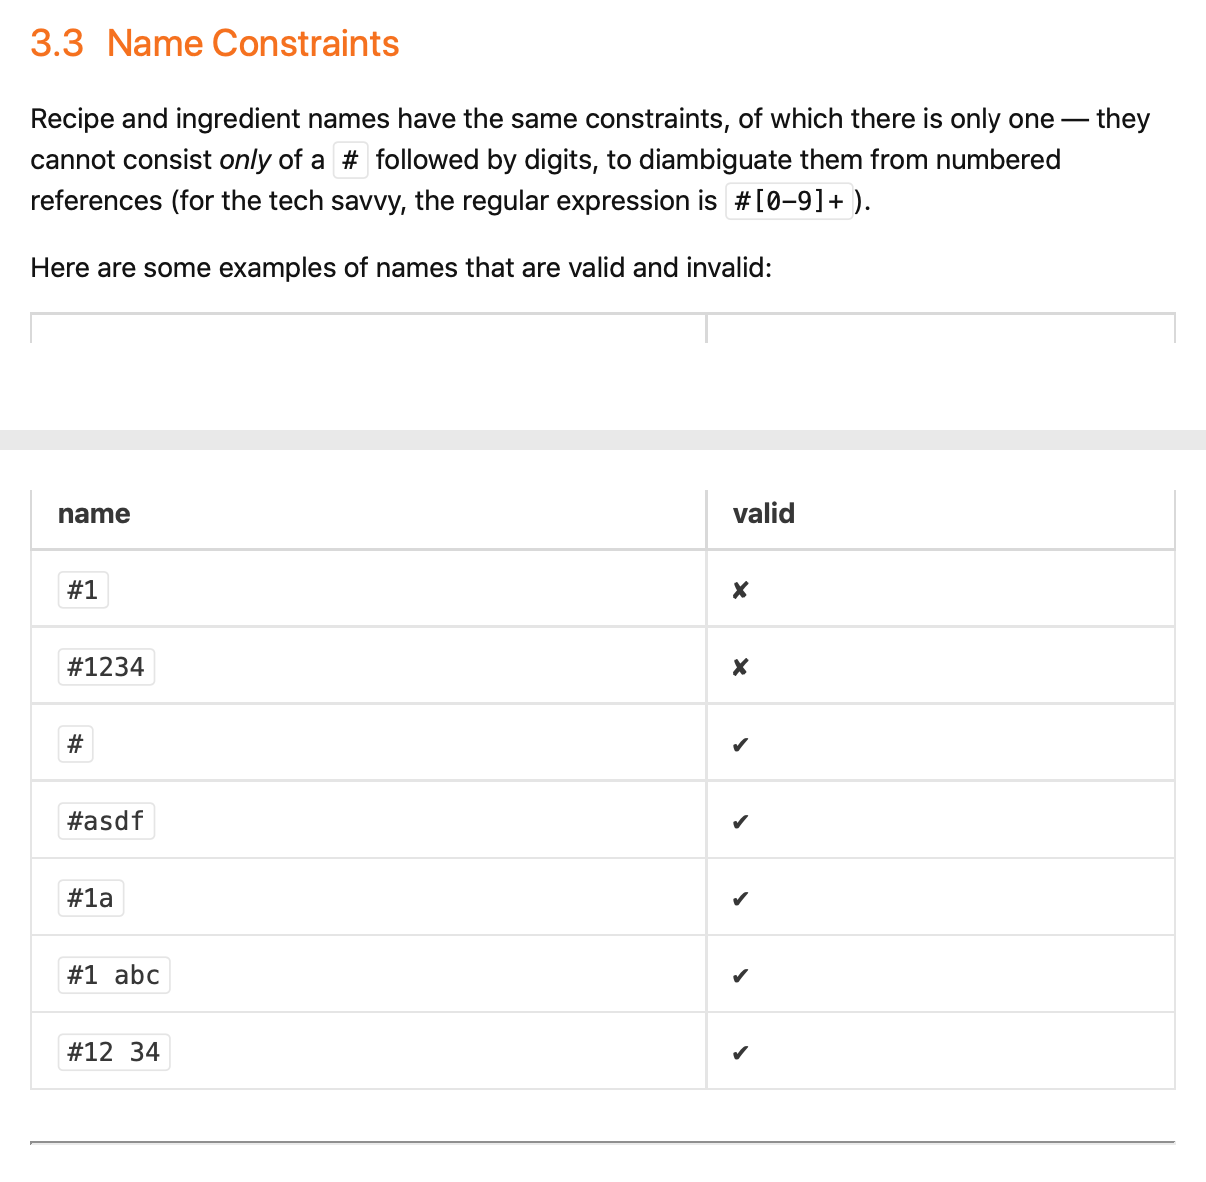 3.3 Name Constraints
Recipe and ingredient names have the same constraints, of which there is only one — they
cannot consist only of a # followed by digits, to diambiguate them from numbered
references (for the tech savvy, the regular expression is #[0-9]+).
Here are some examples of names that are valid and invalid:
name valid
#1 ✘
#1234 ✘
# ✔
#asdf ✔
#1a ✔
#1 abc ✔
#12 34 ✔